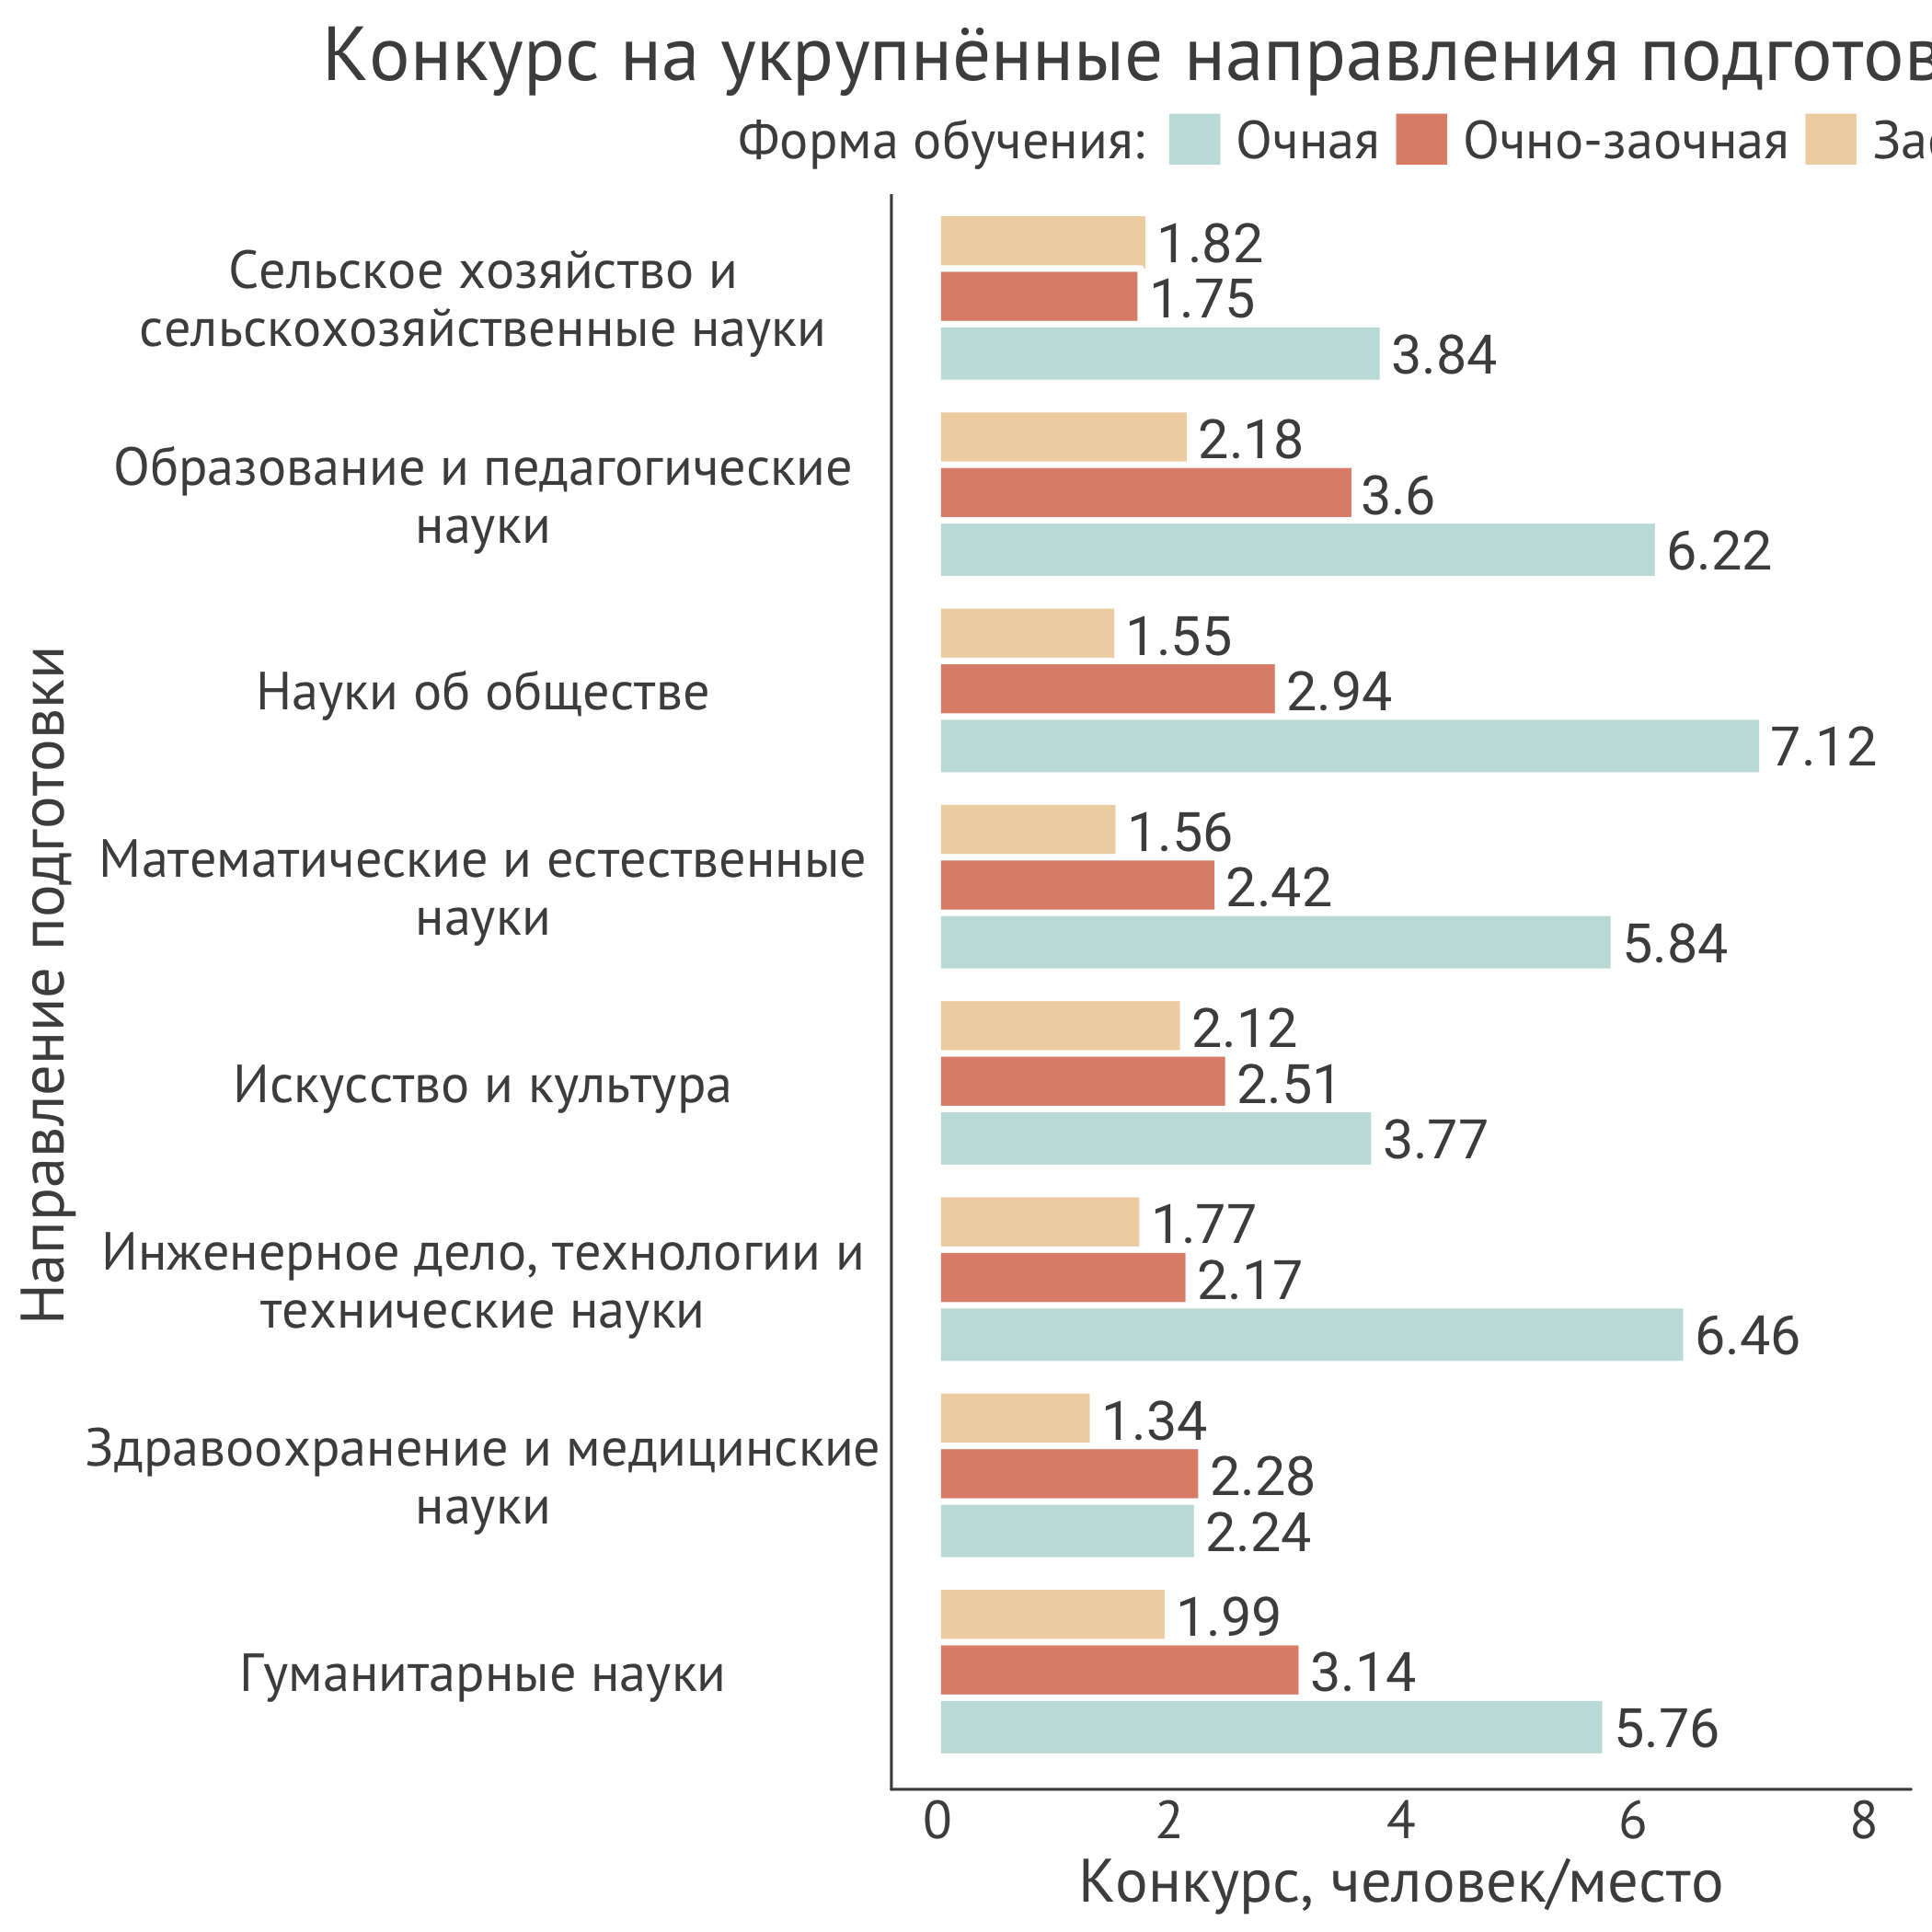 Конкурс на укрупнённые направления
Форма обучения: Очная Очно-заочная
Сельское хозяйство и
сельскохозяйственные науки
1.82
1.75
3.84
Образование и педагогические
науки
2.18
3.6
6.22
Науки об обществе
1.55
2.94
7.12
Математические и естественные
науки
1.56
2.42
5.84
Искусство и культура
2.12
2.51
3.77
Инженерное дело, технологии и
технические науки
1.77
2.17
6.46
Здравоохранение и медицинские
науки
1.34
2.28
2.24
Гуманитарные науки
1.99
3.14
5.76
Направление подготовки
0 2 4 6 8
Конкурс, человек/место